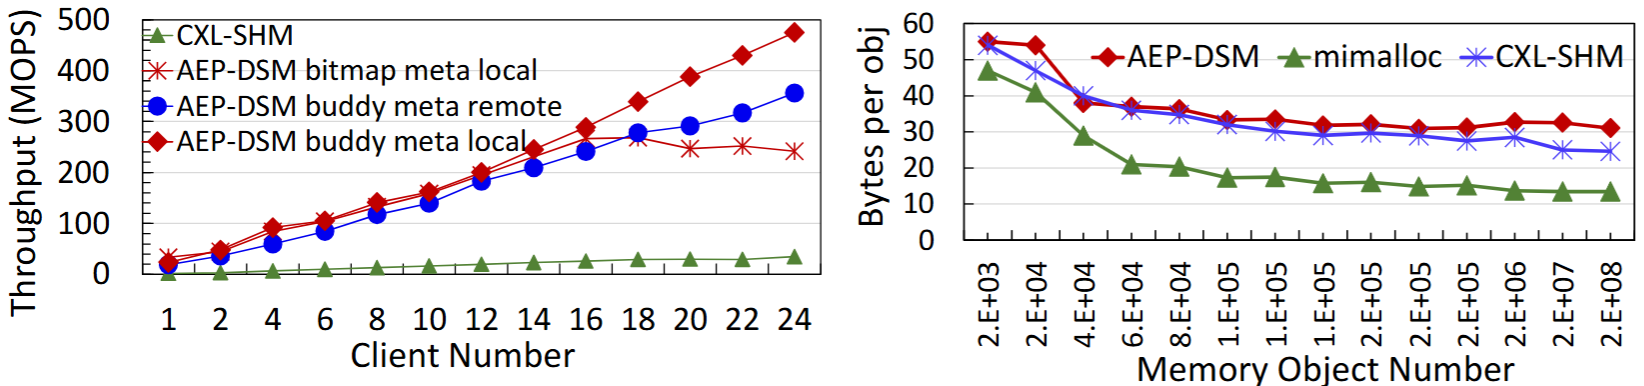 Throughput (MOPS)
500
400
300
200
100
0
CXL-SHM
AEP-DSM bitmap meta local
AEP-DSM buddy meta remote
AEP-DSM buddy meta local
1 2 4 6 8 10 12 14 16 18 20 22 24
Client Number
Bytes per obj
60
50
40
30
20
10
0
AEP-DSM mimalloc CXL-SHM
2.E+03
2.E+04
4.E+04
6.E+04
8.E+04
1.E+05
1.E+05
1.E+05
2.E+05
2.E+05
2.E+05
2.E+06
2.E+07
2.E+08
Memory Object Number